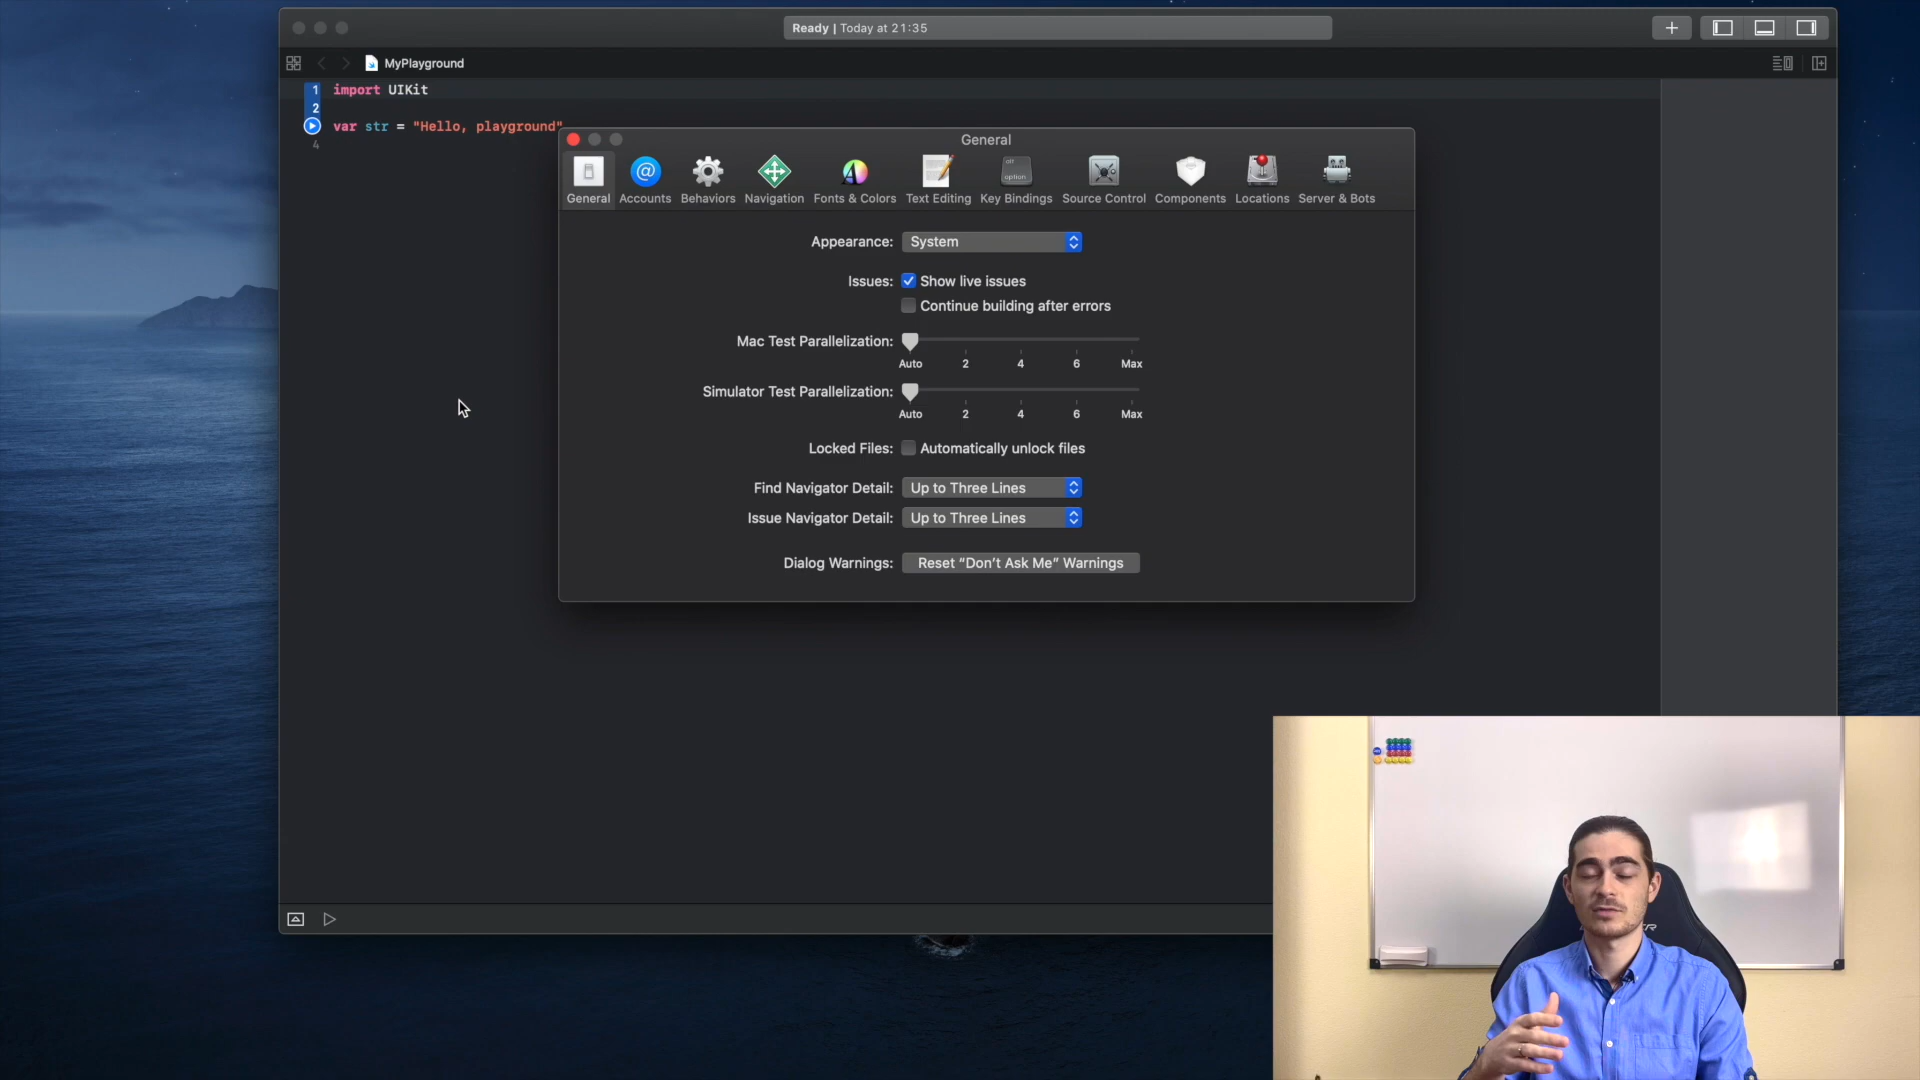 Ready | Today at 21:35
MyPlayground
1 import UIKit
2
var str = "Hello, playground"
4
General
General Accounts Behaviors Navigation Fonts & Colors Text Editing Key Bindings Source Control Components Locations Server & Bots
Appearance: System
Issues: Show live issues
Continue building after errors
Mac Test Parallelization:
Auto 2 4 6 Max
Simulator Test Parallelization:
Auto 2 4 6 Max
Locked Files: Automatically unlock files
Find Navigator Detail: Up to Three Lines
Issue Navigator Detail: Up to Three Lines
Dialog Warnings: Reset “Don’t Ask Me” Warnings